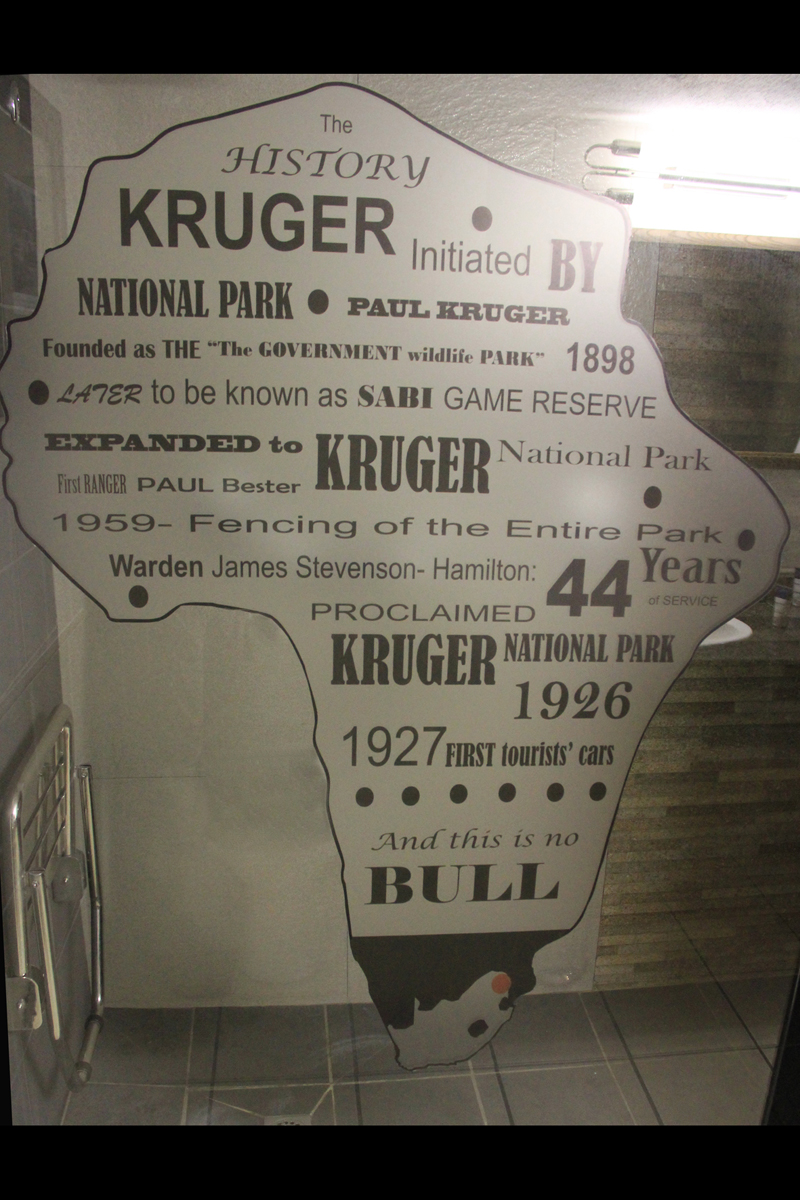 The
HISTORY
KRUGER Initiated BY
NATIONAL PARK ● PAUL KRUGER
Founded as THE "The GOVERNMENT wildlife PARK" 1898
● LATER to be known as SABI GAME RESERVE
EXPANDED to KRUGER National Park
First RANGER PAUL Bester
1959- Fencing of the Entire Park
Warden James Stevenson- Hamilton: 44 Years
of SERVICE
PROCLAIMED
KRUGER NATIONAL PARK
1926
1927 FIRST tourists' cars
And this is no
BULL